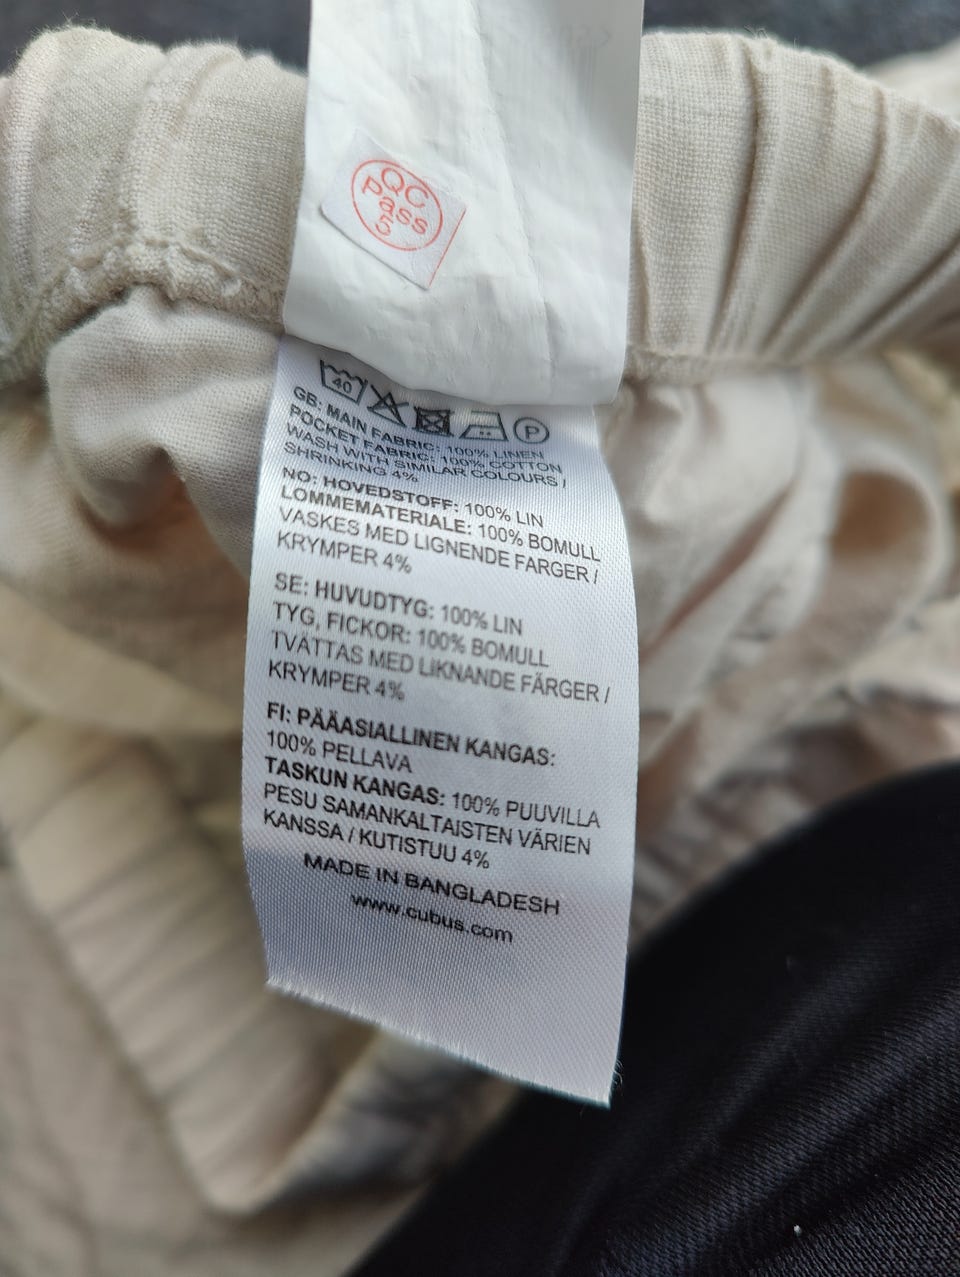 QC
Pass
5
40
P
GB: MAIN FABRIC: 100% LINEN
POCKET FABRIC: 100% COTTON
WASH WITH SIMILAR COLOURS /
SHRINKING 4%
NO: HOVEDSTOFF: 100% LIN
LOMMEMATERIALE: 100% BOMULL
VASKES MED LIGNENDE FARGER /
KRYMPER 4%
SE: HUVUDTYG: 100% LIN
TYG, FICKOR: 100% BOMULL
TVÄTTAS MED LIKNANDE FÄRGER /
KRYMPER 4%
FI: PÄÄASIALLINEN KANGAS:
100% PELLAVA
TASKUN KANGAS: 100% PUUVILLA
PESU SAMANKALTAISTEN VÄRIEN
KANSSA / KUTISTUU 4%
MADE IN BANGLADESH
www.cubus.com